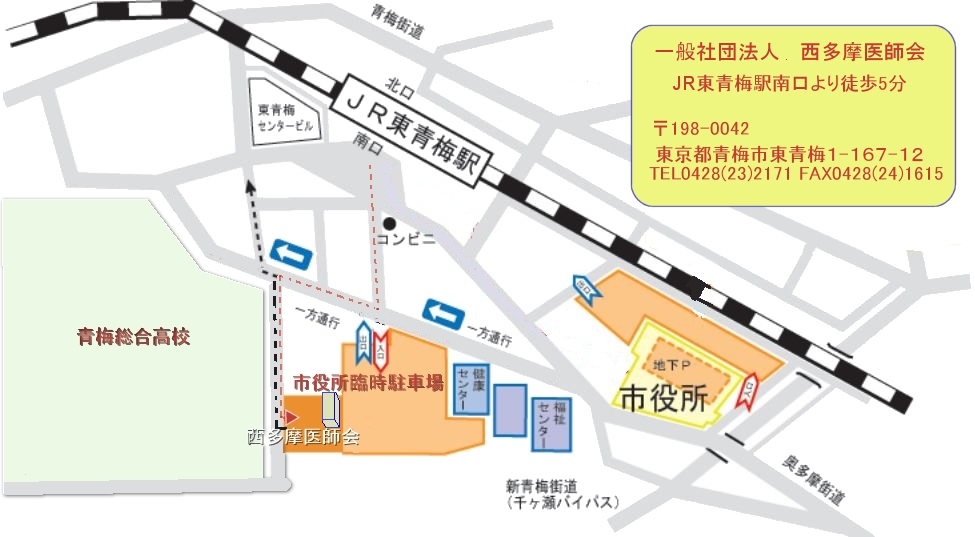 青梅街道
一般社団法人　西多摩医師会
JR東青梅駅南口より徒歩5分
〒198-0042
東京都青梅市東青梅1-167-12
TEL0428(23)2171 FAX0428(24)1615
北口
ＪＲ東青梅駅
南口
東青梅
センタービル
コンビニ
出口
一方通行
一方通行
青梅総合高校
出口
入口
市役所臨時駐車場
健康センター
福祉センター
地下P
市役所
入口
西多摩医師会
新青梅街道
（千ヶ瀬バイパス）
奥多摩街道